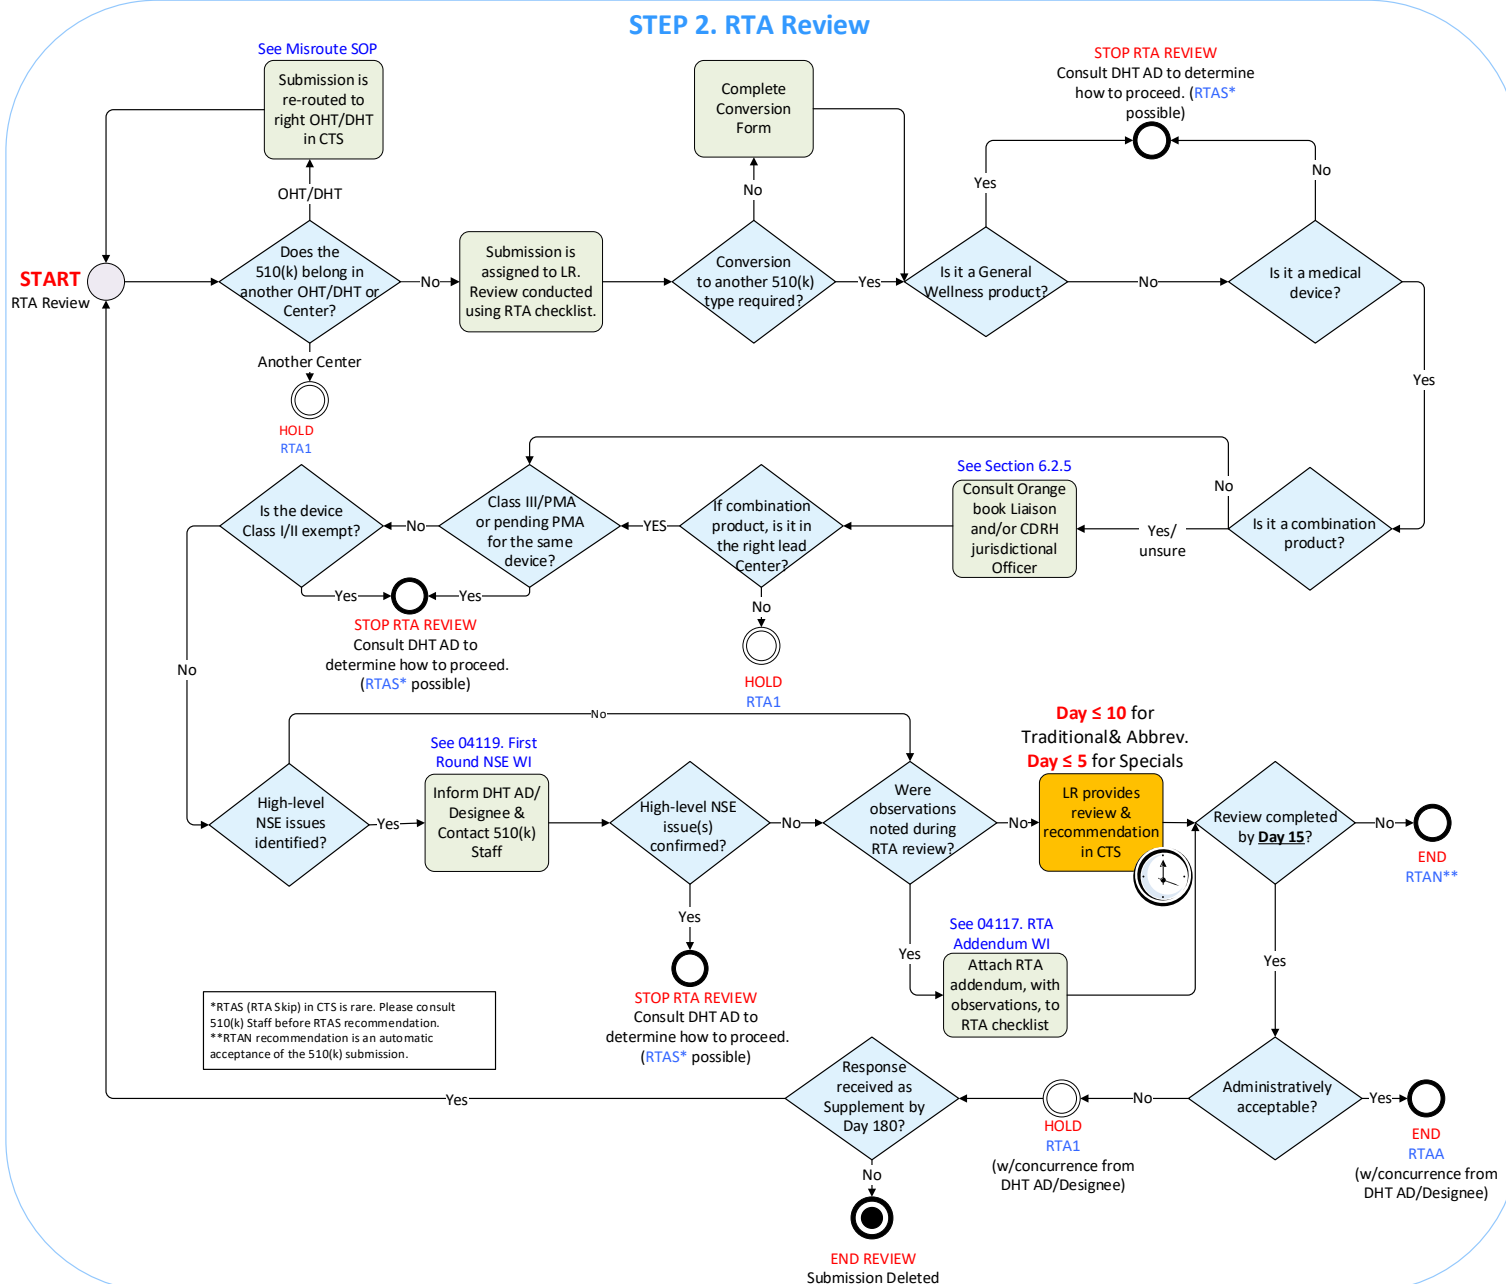 STEP 2. RTA Review
See Misroute SOP
Submission is
re-routed to
right OHT/DHT
in CTS
OHT/DHT
START
RTA Review
Does the
510(k) belong in
another OHT/DHT or
Center?
Another Center
HOLD
RTA1
No
Submission is
assigned to LR.
Review conducted
using RTA checklist.
Complete
Conversion
Form
No
Conversion
to another 510(k)
type required?
Yes
STOP RTA REVIEW
Consult DHT AD to determine
how to proceed. (RTAS*
possible)
Yes
No
Is it a General
Wellness product?
No
Is it a medical
device?
Yes
Is it a combination
product?
No
Yes/
unsure
See Section 6.2.5
Consult Orange
book Liaison
and/or CDRH
jurisdictional
Officer
If combination
product, is it in
the right lead
Center?
No
HOLD
RTA1
YES
Class III/PMA
or pending PMA
for the same
device?
No
Is the device
Class I/II exempt?
Yes
Yes
STOP RTA REVIEW
Consult DHT AD to
determine how to proceed.
(RTAS* possible)
No
High-level
NSE issues
identified?
No
Yes
See 04119. First
Round NSE WI
Inform DHT AD/
Designee &
Contact 510(k)
Staff
High-level NSE
issue(s)
confirmed?
Yes
STOP RTA REVIEW
Consult DHT AD to
determine how to proceed.
(RTAS* possible)
No
Were
observations
noted during
RTA review?
No
Yes
See 04117. RTA
Addendum WI
Attach RTA
addendum, with
observations, to
RTA checklist
Day ≤ 10 for
Traditional& Abbrev.
Day ≤ 5 for Specials
LR provides
review &
recommendation
in CTS
Review completed
by Day 15?
No
END
RTAN**
Yes
Administratively
acceptable?
Yes
END
RTAA
(w/concurrence from
DHT AD/Designee)
No
HOLD
RTA1
(w/concurrence from
DHT AD/Designee)
Response
received as
Supplement by
Day 180?
Yes
No
END REVIEW
Submission Deleted
*RTAS (RTA Skip) in CTS is rare. Please consult
510(k) Staff before RTAS recommendation.
**RTAN recommendation is an automatic
acceptance of the 510(k) submission.